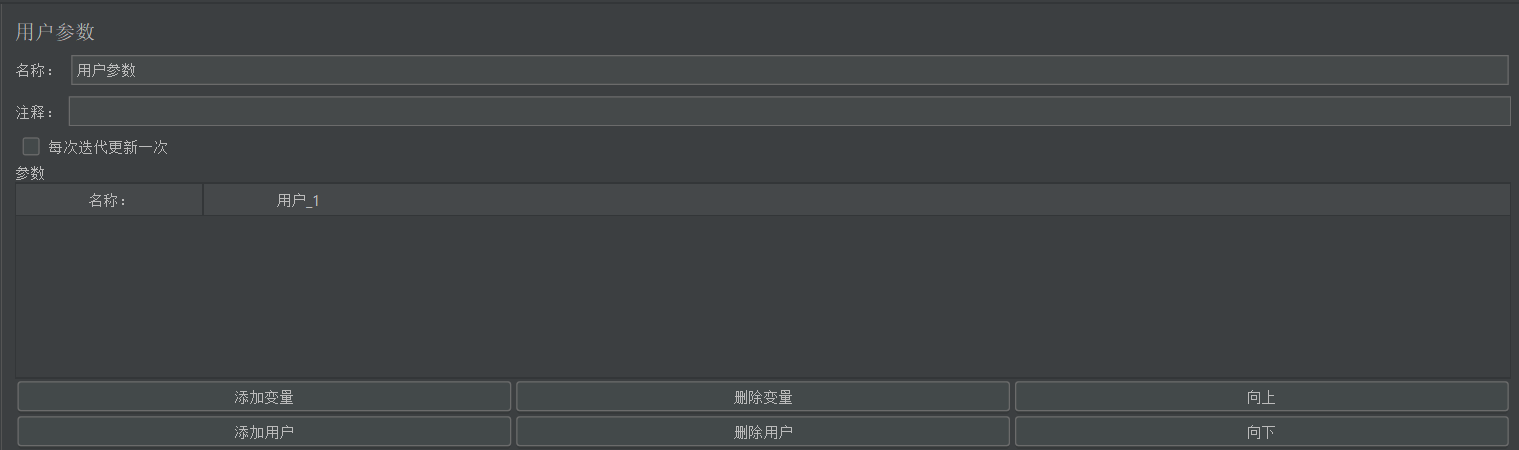 用户参数
名称： 用户参数
注释：
每次迭代更新一次
参数
名称： 用户_1
添加变量 删除变量 向上
添加用户 删除用户 向下